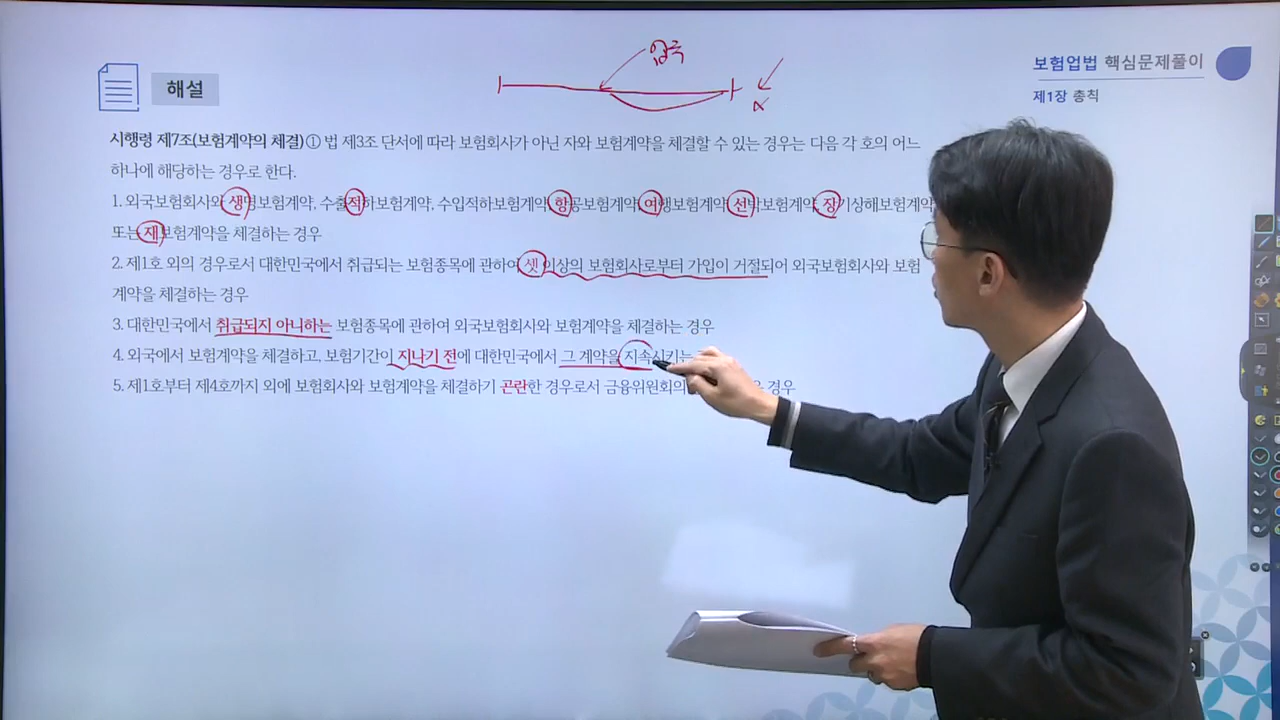 입국
보험업법 핵심문제풀이
제1장 총칙
해설
시행령 제7조(보험계약의 체결) ① 법 제3조 단서에 따라 보험회사가 아닌 자와 보험계약을 체결할 수 있는 경우는 다음 각 호의 어느
하나에 해당하는 경우로 한다.
1. 외국보험회사와 생명보험계약, 수출적하보험계약, 수입적하보험계약, 항공보험계약, 여행보험계약, 선박보험계약, 장기상해보험계약
또는 재보험계약을 체결하는 경우
2. 제1호 외의 경우로서 대한민국에서 취급되는 보험종목에 관하여 셋 이상의 보험회사로부터 가입이 거절되어 외국보험회사와 보험
계약을 체결하는 경우
3. 대한민국에서 취급되지 아니하는 보험종목에 관하여 외국보험회사와 보험계약을 체결하는 경우
4. 외국에서 보험계약을 체결하고, 보험기간이 지나기 전에 대한민국에서 그 계약을 지속시키는
5. 제1호부터 제4호까지 외에 보험회사와 보험계약을 체결하기 곤란한 경우로서 금융위원회의 경우